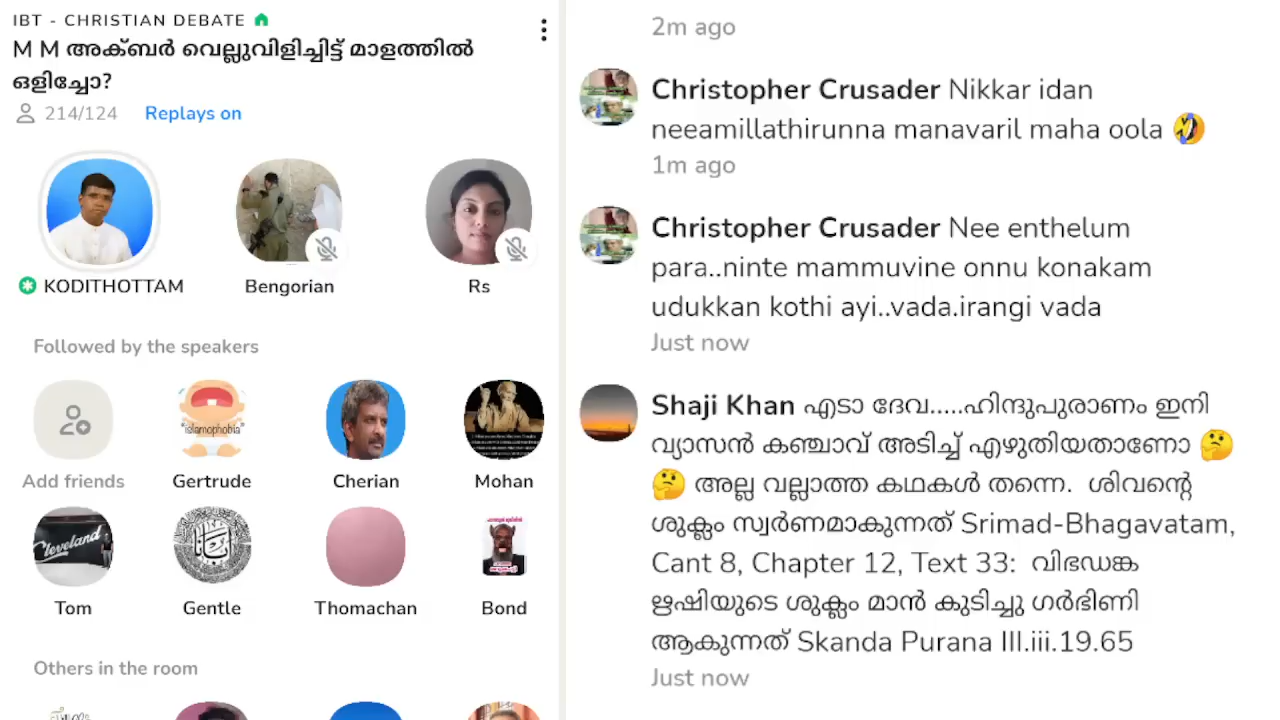 IBT - CHRISTIAN DEBATE
M M അക്ബർ വെല്ലുവിളിച്ചിട്ട് മാളത്തിൽ
ഒളിച്ചോ?
214/124 Replays on
KODITHOTTAM
Bengorian
Rs
Followed by the speakers
"islamophobia"
Add friends
Gertrude
Cherian
Mohan
Cleveland
Tom
Gentle
Thomachan
Bond
Others in the room
2m ago
Christopher Crusader Nikkar idan
neeamillathirunna manavaril maha oola 🤣
1m ago
Christopher Crusader Nee enthelum
para..ninte mammuvine onnu konakam
udukkan kothi ayi..vada.irangi vada
Just now
Shaji Khan എടാ ദേവ.....ഹിന്ദുപുരാണം ഇനി
വ്യാസൻ കഞ്ചാവ് അടിച്ച് എഴുതിയതാണോ 🤔
🤔 അല്ല വല്ലാത്ത കഥകൾ തന്നെ. ശിവന്റെ
ശുക്ലം സ്വർണമാകുന്നത് Srimad-Bhagavatam,
Cant 8, Chapter 12, Text 33: വിഭഡങ്ക
ഋഷിയുടെ ശുക്ലം മാൻ കുടിച്ചു ഗർഭിണി
ആകുന്നത് Skanda Purana III.iii.19.65
Just now